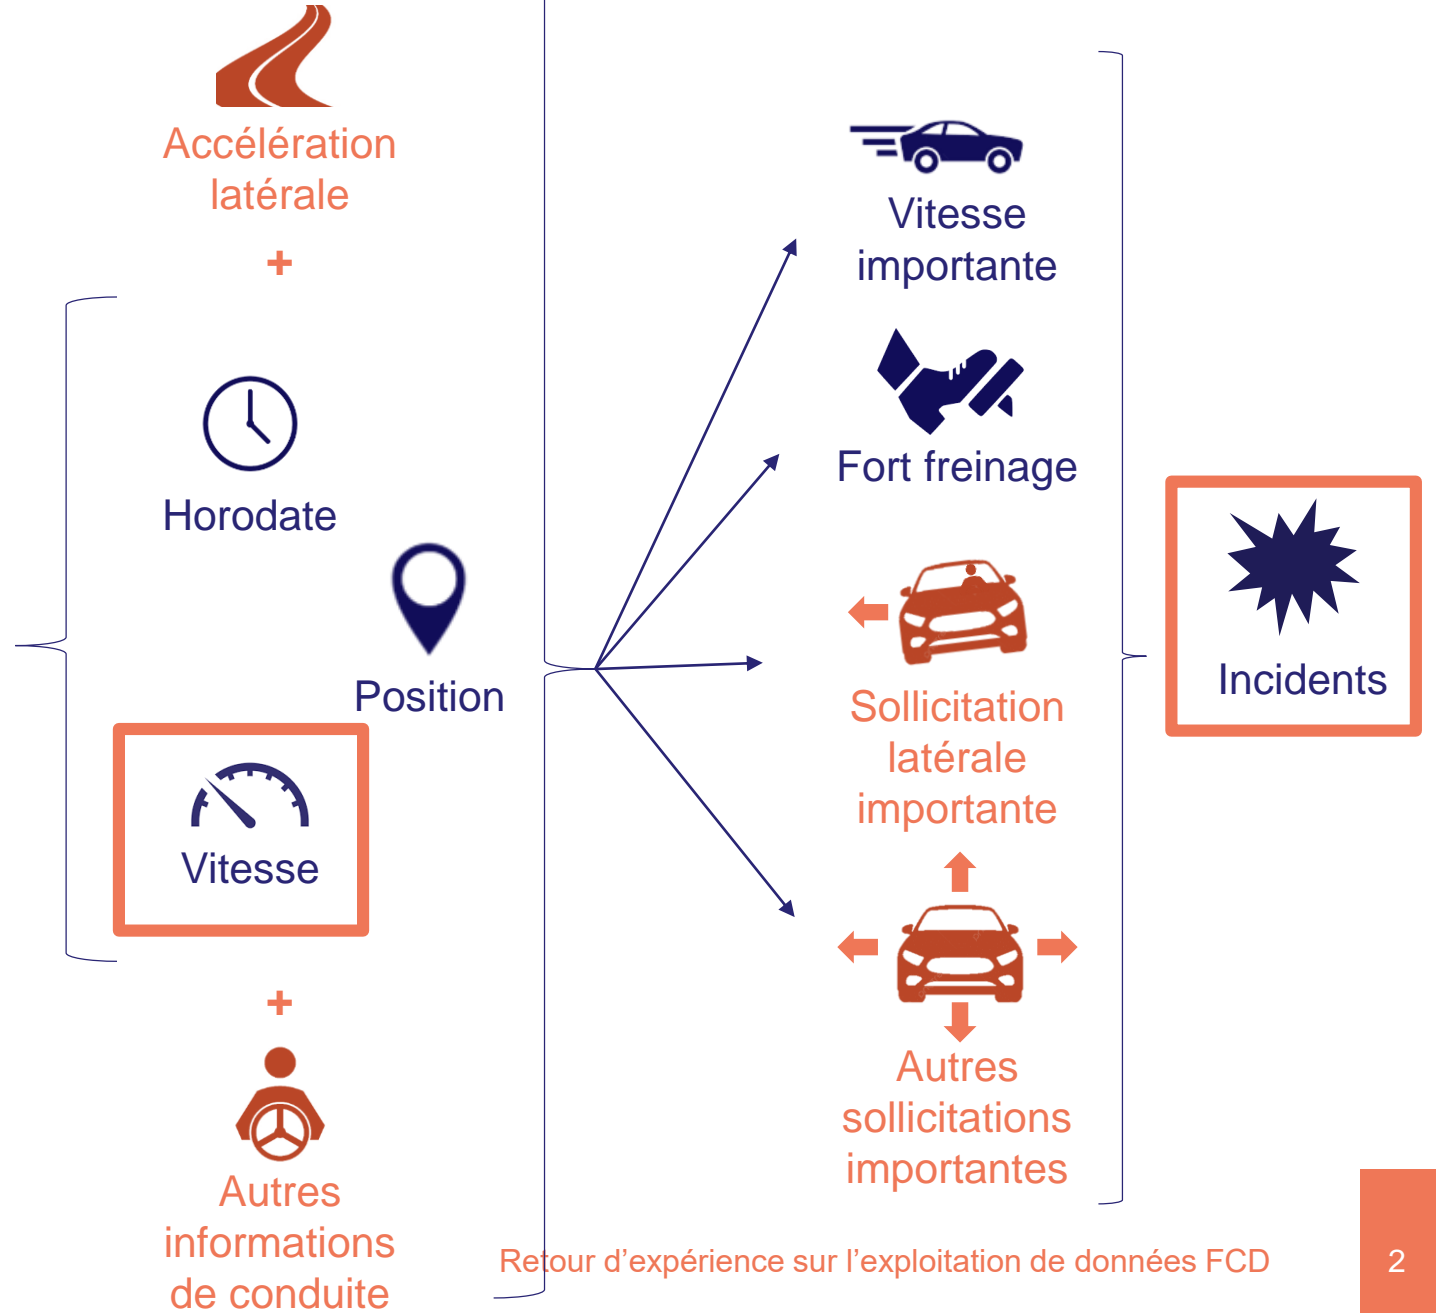 Accélération
latérale
+
Horodate
Position
Vitesse
+
Autres
informations
de conduite
Vitesse
importante
Fort freinage
Sollicitation
latérale
importante
Autres
sollicitations
importantes
Incidents
Retour d’expérience sur l’exploitation de données FCD
2